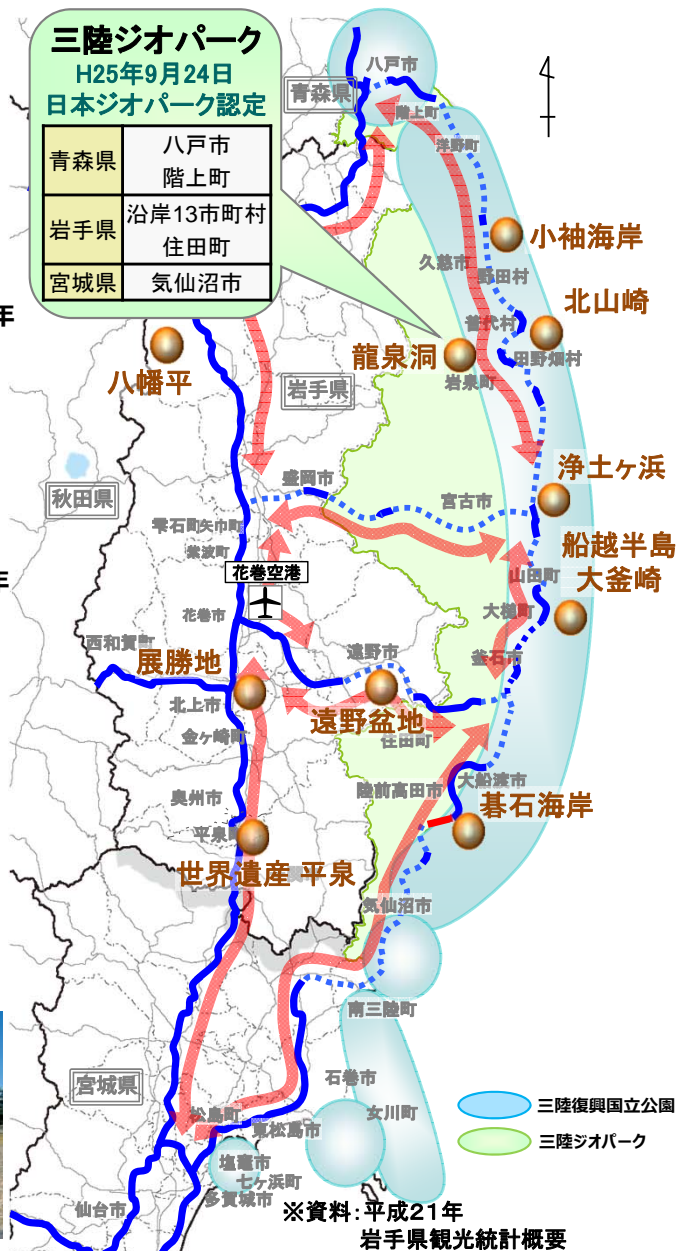 三陸ジオパーク
H25年9月24日
日本ジオパーク認定
青森県
八戸市
階上町
岩手県
沿岸13市町村
住田町
宮城県
気仙沼市
八戸市
青森県
階上町
洋野町
小袖海岸
久慈市
野田村
北山崎
普代村
年
八幡平
龍泉洞
田野畑村
岩泉町
岩手県
浄土ヶ浜
盛岡市
秋田県
宮古市
雫石町
矢巾町
紫波町
船越半島
大釜崎
年
花巻空港
山田町
花巻市
大槌町
西和賀町
遠野市
釜石市
展勝地
北上市
遠野盆地
金ヶ崎町
住田町
大船渡市
奥州市
陸前高田市
碁石海岸
平泉町
世界遺産 平泉
気仙沼市
南三陸町
宮城県
石巻市
女川町
三陸復興国立公園
松島町
東松島市
三陸ジオパーク
塩竈市
七ヶ浜町
多賀城市
仙台市
※資料:平成21年
岩手県観光統計概要